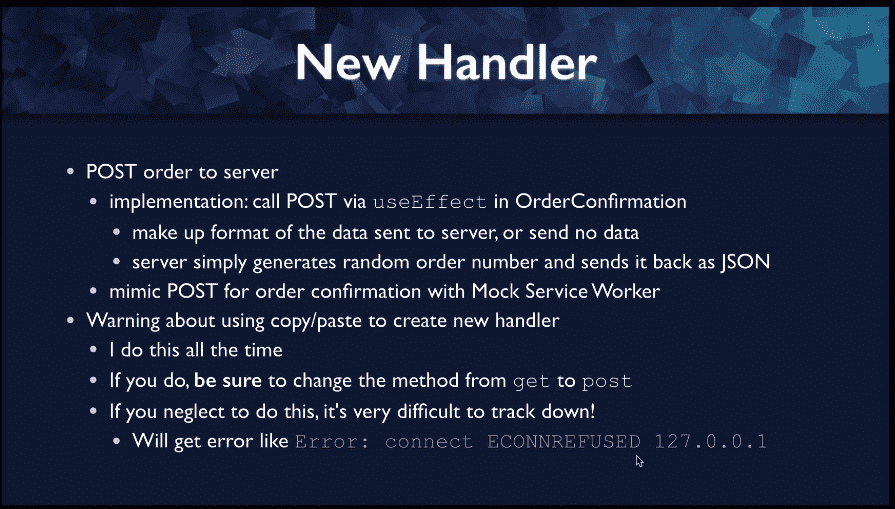 New Handler
• POST order to server
• implementation: call POST via useEffect in OrderConfirmation
• make up format of the data sent to server, or send no data
• server simply generates random order number and sends it back as JSON
• mimic POST for order confirmation with Mock Service Worker
• Warning about using copy/paste to create new handler
• I do this all the time
• If you do, be sure to change the method from get to post
• If you neglect to do this, it's very difficult to track down!
• Will get error like Error: connect ECONNREFUSED 127.0.0.1